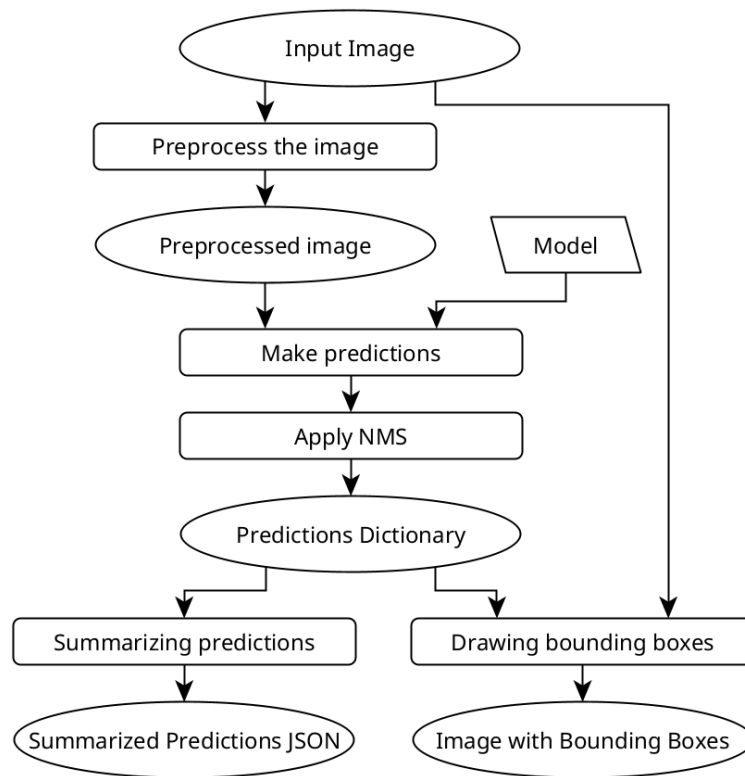 Input Image
Preprocess the image
Preprocessed image
Model
Make predictions
Apply NMS
Predictions Dictionary
Summarizing predictions
Drawing bounding boxes
Summarized Predictions JSON
Image with Bounding Boxes